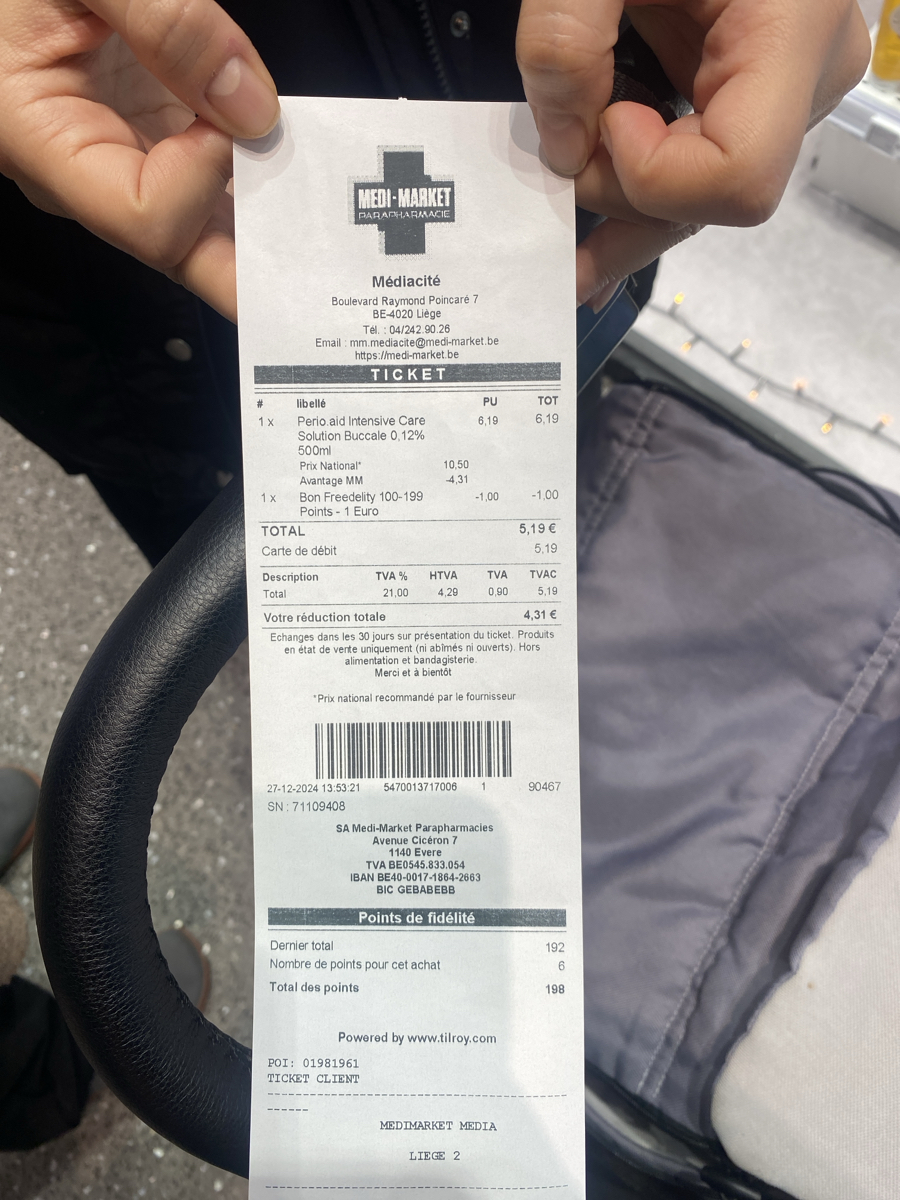 MEDI-MARKET
PARAPHARMACIE
Médiacité
Boulevard Raymond Poincaré 7
BE-4020 Liège
Tél. : 04/242.90.26
Email : mm.mediacite@medi-market.be
https://medi-market.be
TICKET
# libellé PU TOT
1 x Perio.aid Intensive Care 6,19 6,19
Solution Buccale 0,12%
500ml
Prix National* 10,50
Avantage MM -4,31
1 x Bon Freedelity 100-199 -1,00 -1,00
Points - 1 Euro
TOTAL 5,19 €
Carte de débit 5,19
Description TVA % HTVA TVA TVAC
Total 21,00 4,29 0,90 5,19
Votre réduction totale 4,31 €
Echanges dans les 30 jours sur présentation du ticket. Produits
en état de vente uniquement (ni abîmés ni ouverts). Hors
alimentation et bandagisterie.
Merci et à bientôt
*Prix national recommandé par le fournisseur
27-12-2024 13:53:21 5470013717006 1 90467
SN : 71109408
SA Medi-Market Parapharmacies
Avenue Cicéron 7
1140 Evere
TVA BE0545.833.054
IBAN BE40-0017-1864-2663
BIC GEBABEBB
Points de fidélité
Dernier total 192
Nombre de points pour cet achat 6
Total des points 198
Powered by www.tilroy.com
POI: 01981961
TICKET CLIENT
MEDIMARKET MEDIA
LIEGE 2